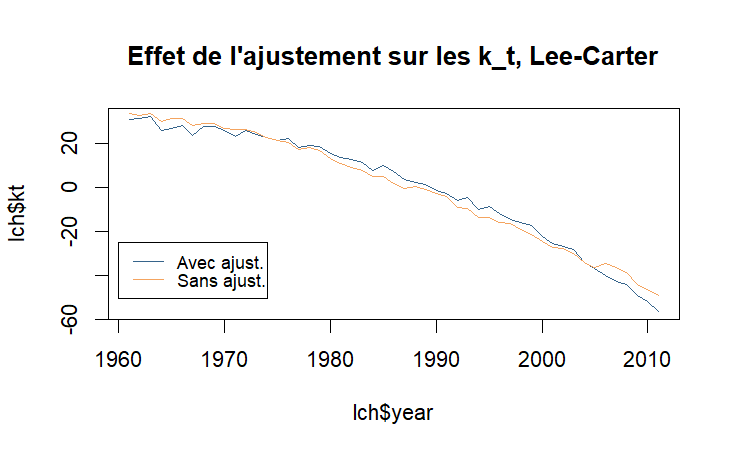 Effet de l'ajustement sur les k_t, Lee-Carter
lch$kt
20
0
-20
-60
Avec ajust.
Sans ajust.
1960 1970 1980 1990 2000 2010
lch$year